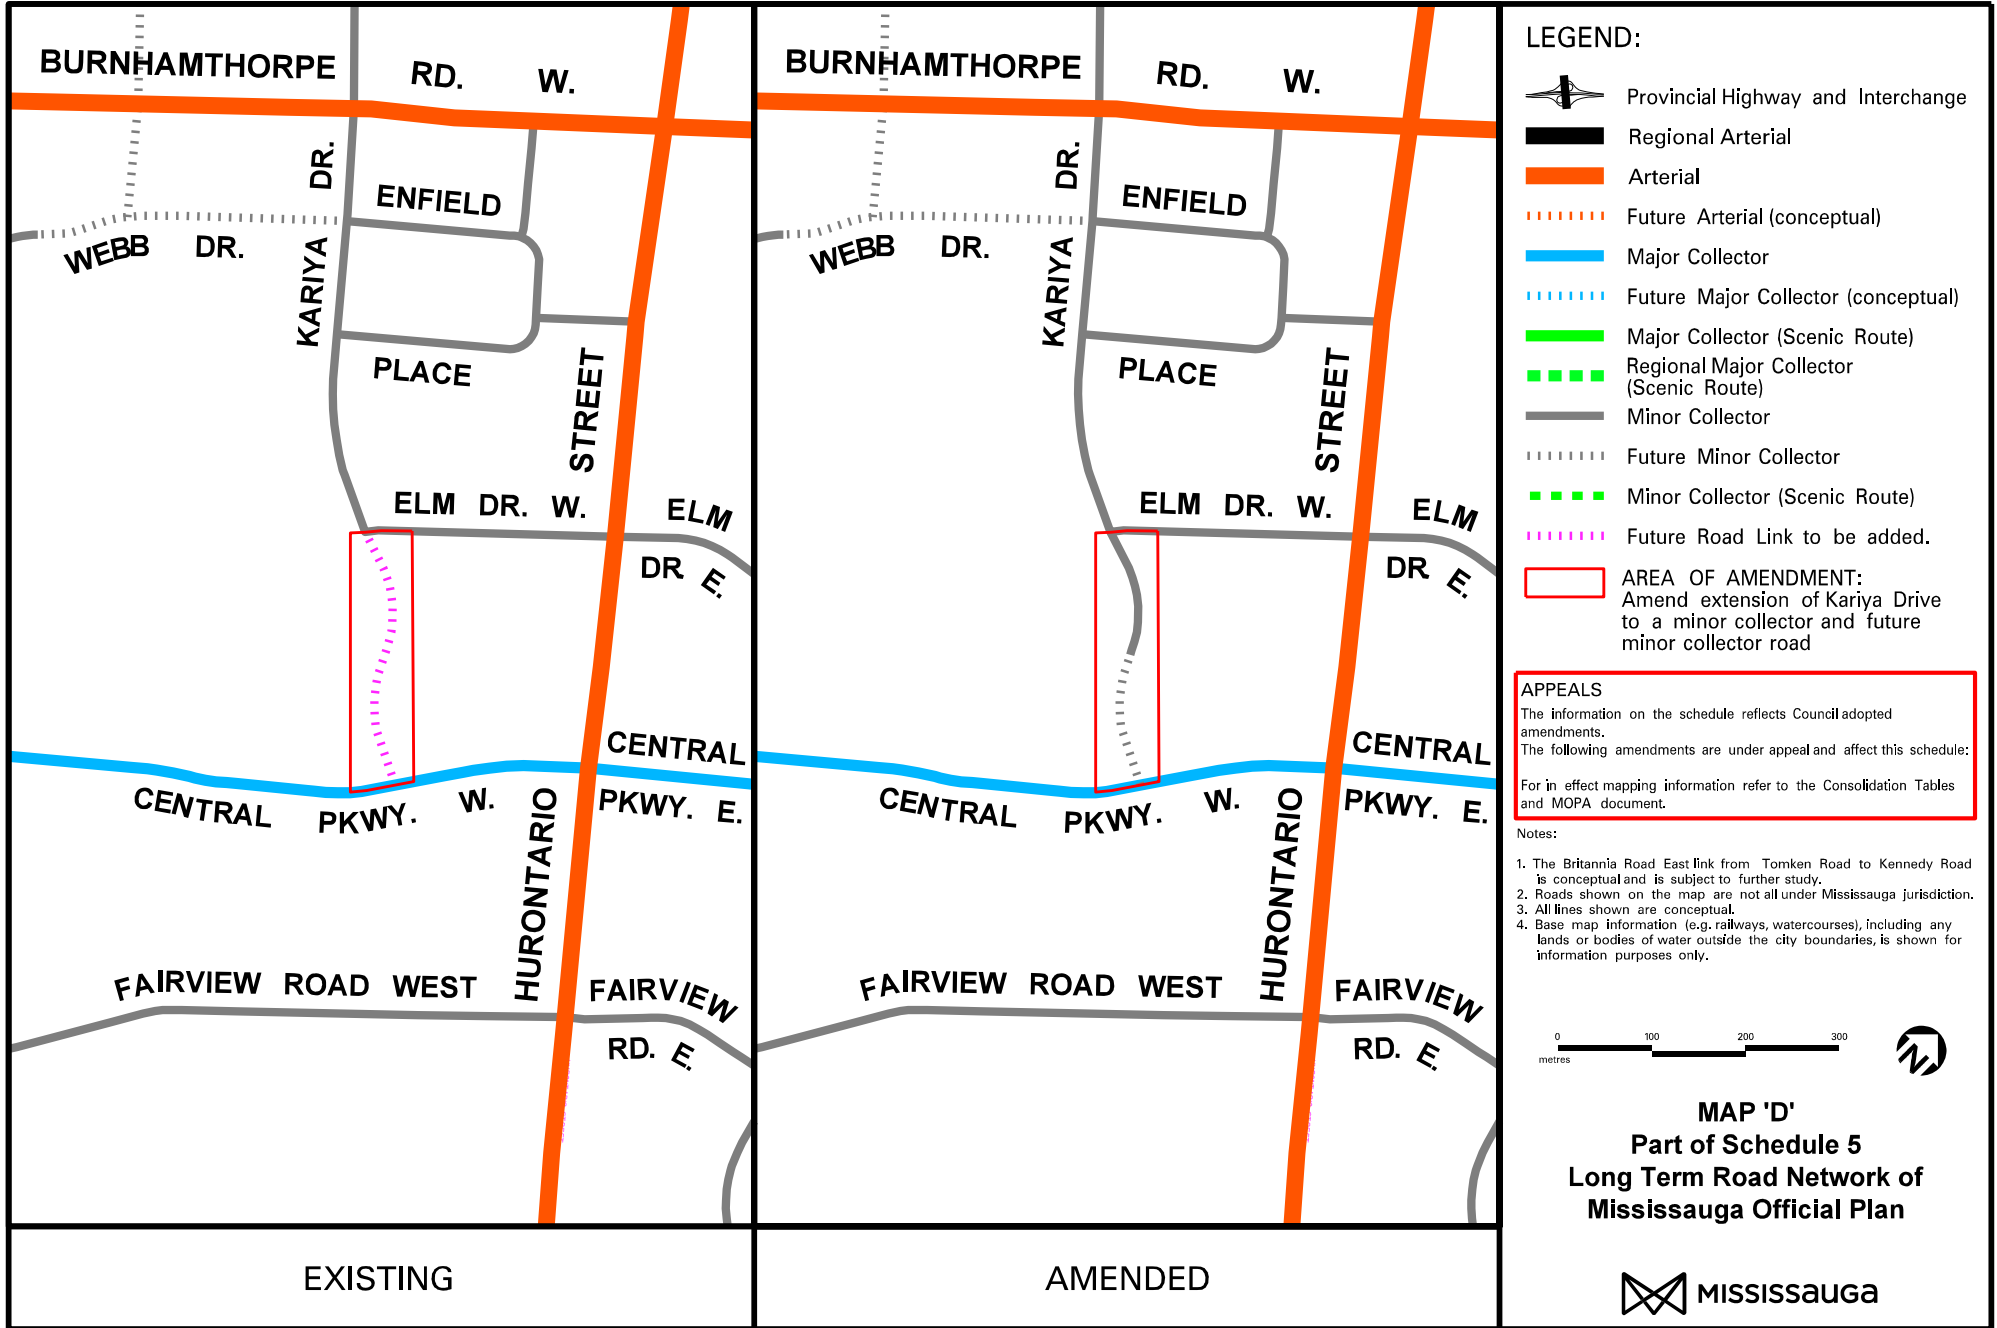 BURNHAMTHORPE RD. W.
DR.
ENFIELD
WEBB DR.
KARIYA
PLACE
STREET
ELM DR. W.
ELM
DR. E.
CENTRAL
CENTRAL PKWY. W.
PKWY. E.
HURONTARIO
FAIRVIEW ROAD WEST
FAIRVIEW
RD. E.
EXISTING
BURNHAMTHORPE RD. W.
DR.
ENFIELD
WEBB DR.
KARIYA
PLACE
STREET
ELM DR. W.
ELM
DR. E.
CENTRAL
CENTRAL PKWY. W.
PKWY. E.
HURONTARIO
FAIRVIEW ROAD WEST
FAIRVIEW
RD. E.
AMENDED
LEGEND:
Provincial Highway and Interchange
Regional Arterial
Arterial
Future Arterial (conceptual)
Major Collector
Future Major Collector (conceptual)
Major Collector (Scenic Route)
Regional Major Collector
(Scenic Route)
Minor Collector
Future Minor Collector
Minor Collector (Scenic Route)
Future Road Link to be added.
AREA OF AMENDMENT:
Amend extension of Kariya Drive
to a minor collector and future
minor collector road
APPEALS
The information on the schedule reflects Council adopted
amendments.
The following amendments are under appeal and affect this schedule:
For in effect mapping information refer to the Consolidation Tables
and MOPA document.
Notes:
1. The Britannia Road East link from Tomken Road to Kennedy Road
is conceptual and is subject to further study.
2. Roads shown on the map are not all under Mississauga jurisdiction.
3. All lines shown are conceptual.
4. Base map information (e.g. railways, watercourses), including any
lands or bodies of water outside the city boundaries, is shown for
information purposes only.
0 100 200 300
metres
N
MAP 'D'
Part of Schedule 5
Long Term Road Network of
Mississauga Official Plan
MISSISSAUGA